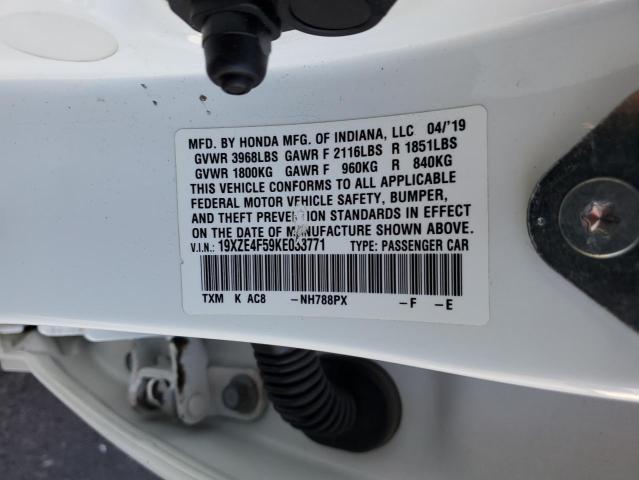 MFD. BY HONDA MFG. OF INDIANA, LLC 04/'19
GVWR 3968LBS GAWR F 2116LBS R 1851LBS
GVWR 1800KG GAWR F 960KG R 840KG
THIS VEHICLE CONFORMS TO ALL APPLICABLE
FEDERAL MOTOR VEHICLE SAFETY, BUMPER,
AND THEFT PREVENTION STANDARDS IN EFFECT
ON THE DATE OF MANUFACTURE SHOWN ABOVE.
V.I.N.: 19XZE4F59KE033771 TYPE: PASSENGER CAR
TXM K AC8 -NH788PX -F -E